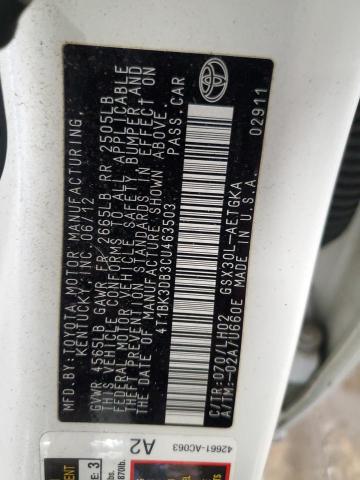 MFD. BY: TOYOTA MOTOR MANUFACTURING,
KENTUCKY, INC. 06/12
GVWR 4565LB GAWR FR 2665LB RR 2505LB
THIS VEHICLE CONFORMS TO ALL APPLICABLE
FEDERAL MOTOR VEHICLE SAFETY, BUMPER AND
THEFT PREVENTION STANDARDS IN EFFECT ON THE
DATE OF MANUFACTURE SHOWN ABOVE.
4T4BK3DB3CU463503 PASS. CAR
C/TR:070/LH02 GSX30L-AETGKA
A/TM:-02A/U660E MADE IN U.S.A. 02911
42661-AC063
A2